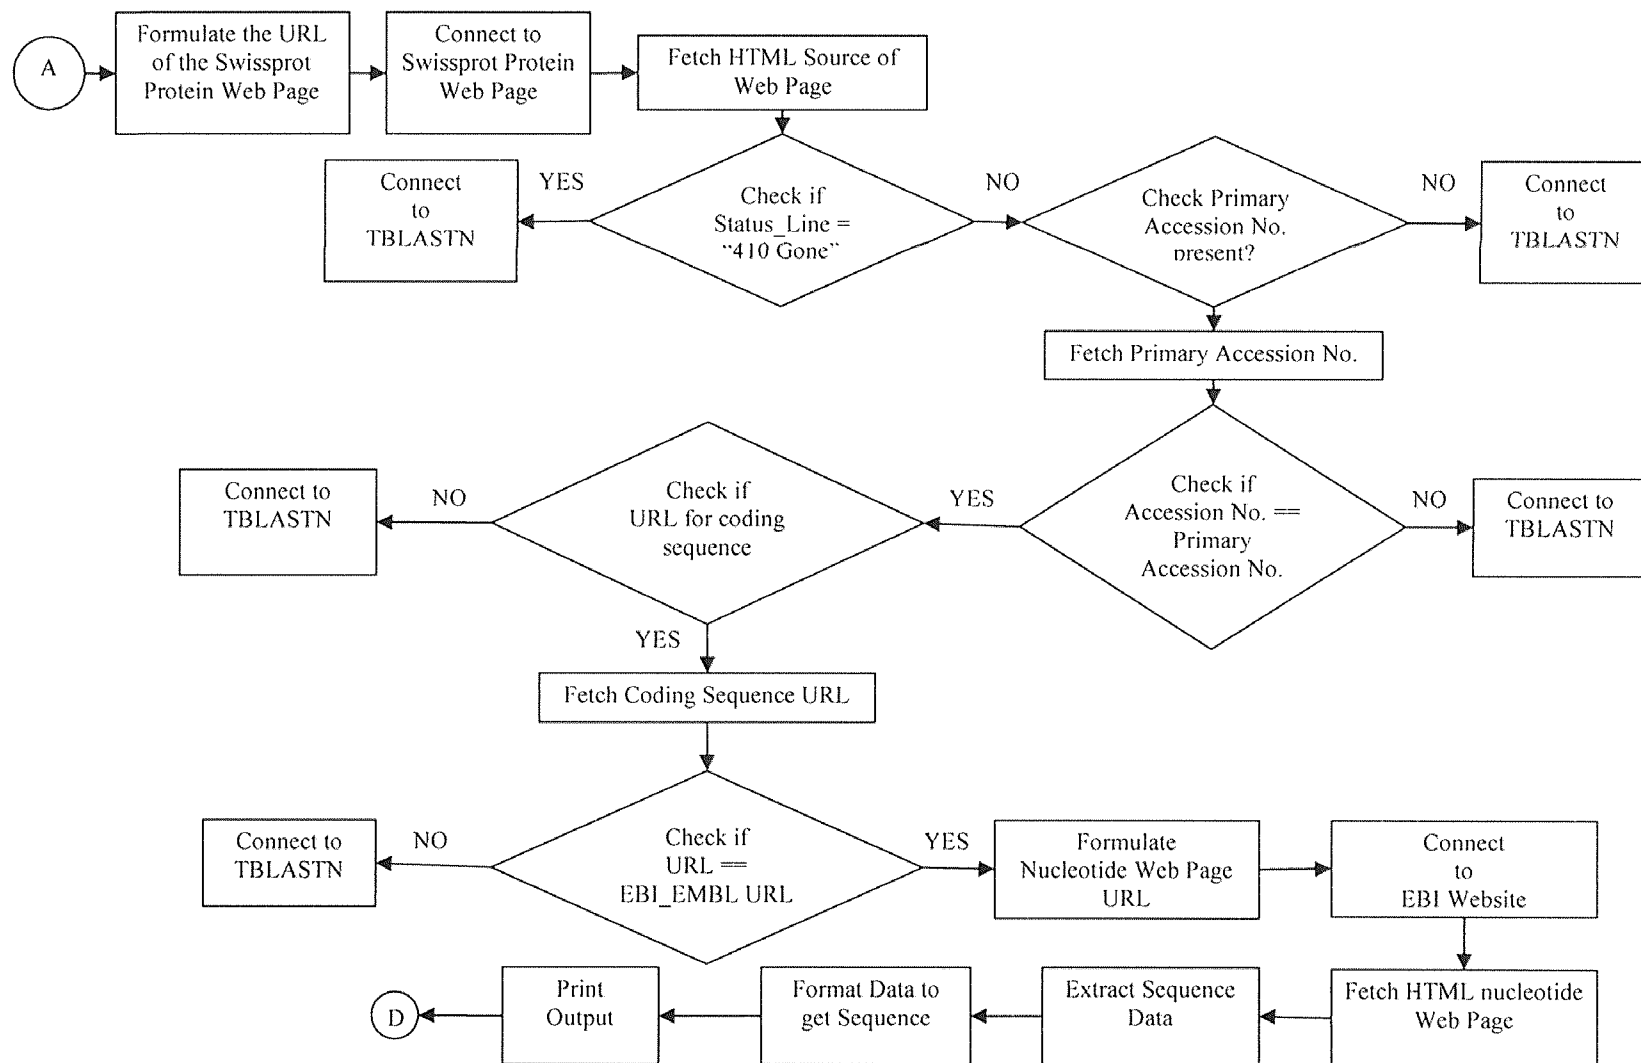 A
Formulate the URL
of the Swissprot
Protein Web Page
Connect to
Swissprot Protein
Web Page
Fetch HTML Source of
Web Page
Connect
to
TBLASTN
YES
Check if
Status_Line =
“410 Gone”
NO
Check Primary
Accession No.
present?
NO
Connect
to
TBLASTN
Fetch Primary Accession No.
Connect to
TBLASTN
NO
Check if
URL for coding
sequence
YES
Check if
Accession No. ==
Primary
Accession No.
NO
Connect to
TBLASTN
YES
Fetch Coding Sequence URL
Connect to
TBLASTN
NO
Check if
URL ==
EBI_EMBL URL
YES
Formulate
Nucleotide Web Page
URL
Connect
to
EBI Website
D
Print
Output
Format Data to
get Sequence
Extract Sequence
Data
Fetch HTML nucleotide
Web Page